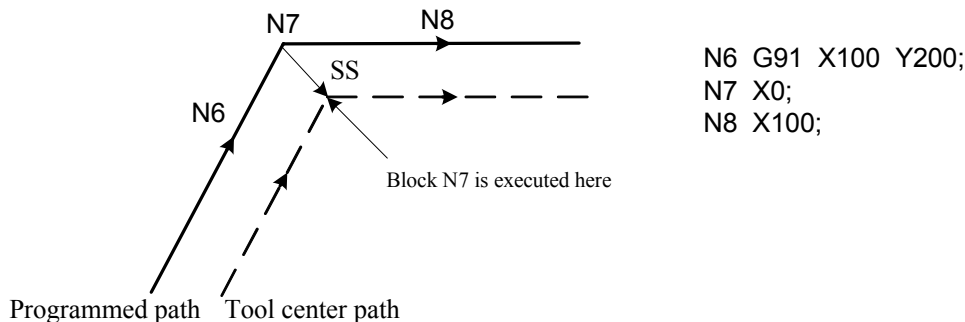 N7
N8
SS
N6
Block N7 is executed here
Programmed path
Tool center path
N6 G91 X100 Y200;
N7 X0;
N8 X100;